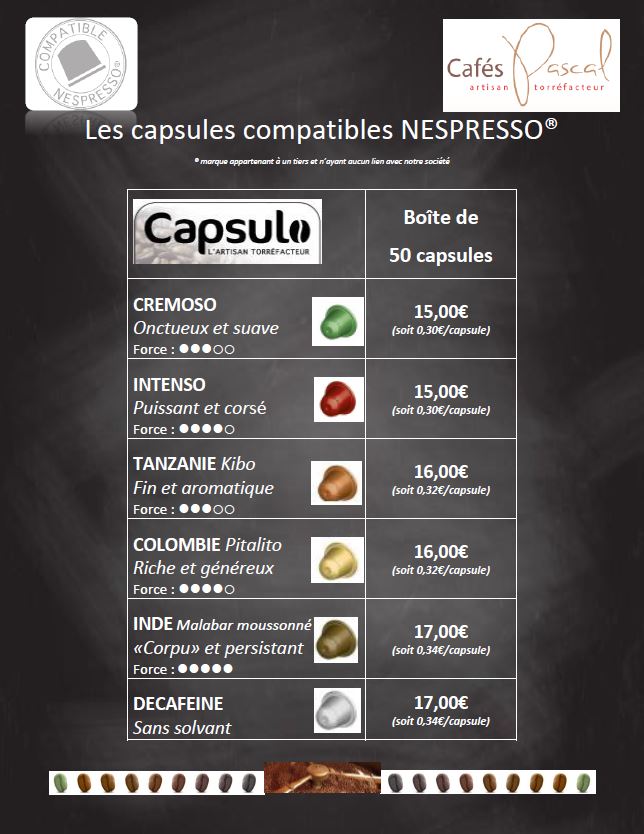 COMPATIBLE
NESPRESSO®
Cafés Pascal
artisan torréfacteur
Les capsules compatibles NESPRESSO®
® marque appartenant à un tiers et n'ayant aucun lien avec notre société
Capsulo
L'ARTISAN TORRÉFACTEUR
Boîte de
50 capsules
CREMOSO
Onctueux et suave
Force : ●●●○○
15,00€
(soit 0,30€/capsule)
INTENSO
Puissant et corsé
Force : ●●●●○
15,00€
(soit 0,30€/capsule)
TANZANIE Kibo
Fin et aromatique
Force : ●●●○○
16,00€
(soit 0,32€/capsule)
COLOMBIE Pitalito
Riche et généreux
Force : ●●●●○
16,00€
(soit 0,32€/capsule)
INDE Malabar moussonné
«Corpu» et persistant
Force : ●●●●●
17,00€
(soit 0,34€/capsule)
DECAFEINE
Sans solvant
17,00€
(soit 0,34€/capsule)